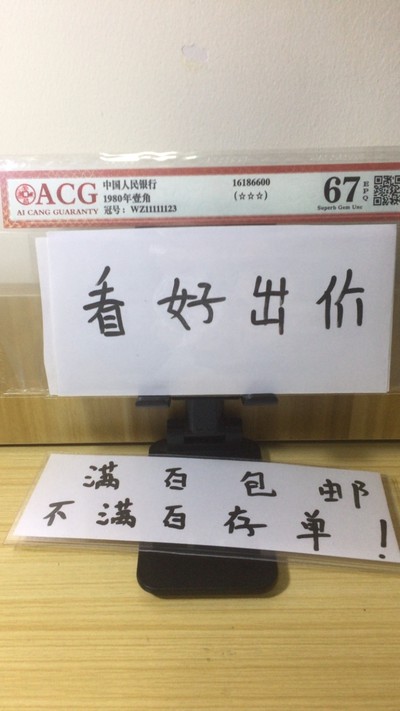 ACG
AI CANG GUARANTY
中国人民银行
1980年壹角
冠号：WZ11111123
16186600
(☆☆☆)
67
EPQ
Superb Gem Unc
看好出价
满百包邮
不满百存单！